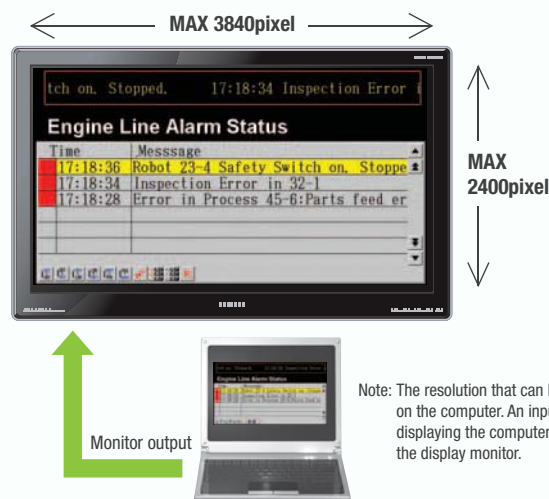 MAX 3840pixel
tch on. Stopped. 17:18:34 Inspection Error i
Engine Line Alarm Status
Time Messsage
17:18:36 Robot 23-4 Safety Switch on. Stoppe
17:18:34 Inspection Error in 32-1
17:18:28 Error in Process 45-6:Parts feed er
MAX
2400pixel
Monitor output
Engine Line Alarm Status
Note: The resolution that can
on the computer. An inpu
displaying the computer
the display monitor.